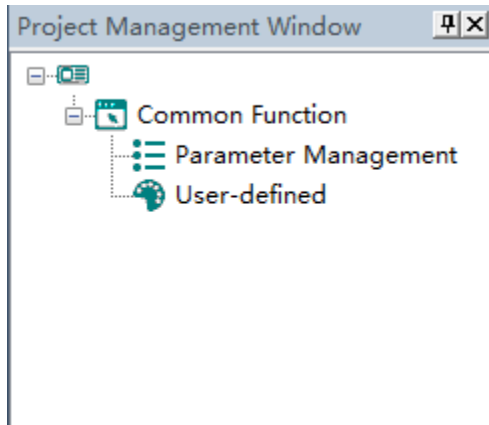 Project Management Window
Common Function
Parameter Management
User-defined